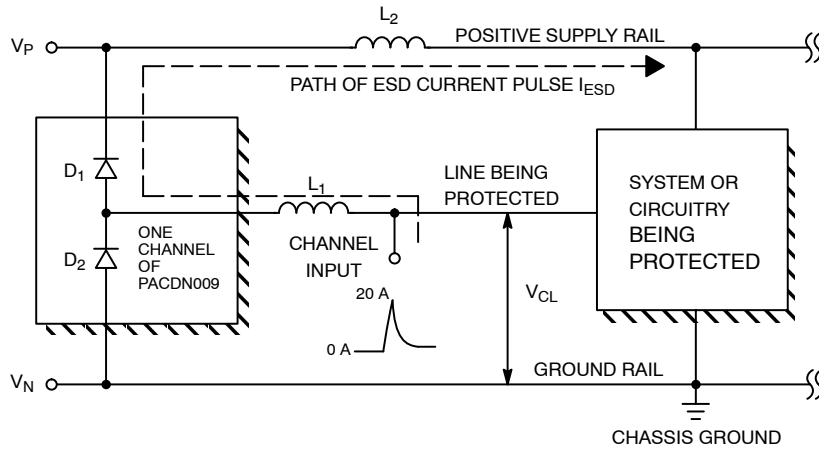 L2
VP
POSITIVE SUPPLY RAIL
PATH OF ESD CURRENT PULSE IESD
D1
L1
LINE BEING
PROTECTED
SYSTEM OR
CIRCUITRY
BEING
PROTECTED
ONE
CHANNEL
OF
PACDN009
D2
CHANNEL
INPUT
VCL
20 A
0 A
VN
GROUND RAIL
CHASSIS GROUND